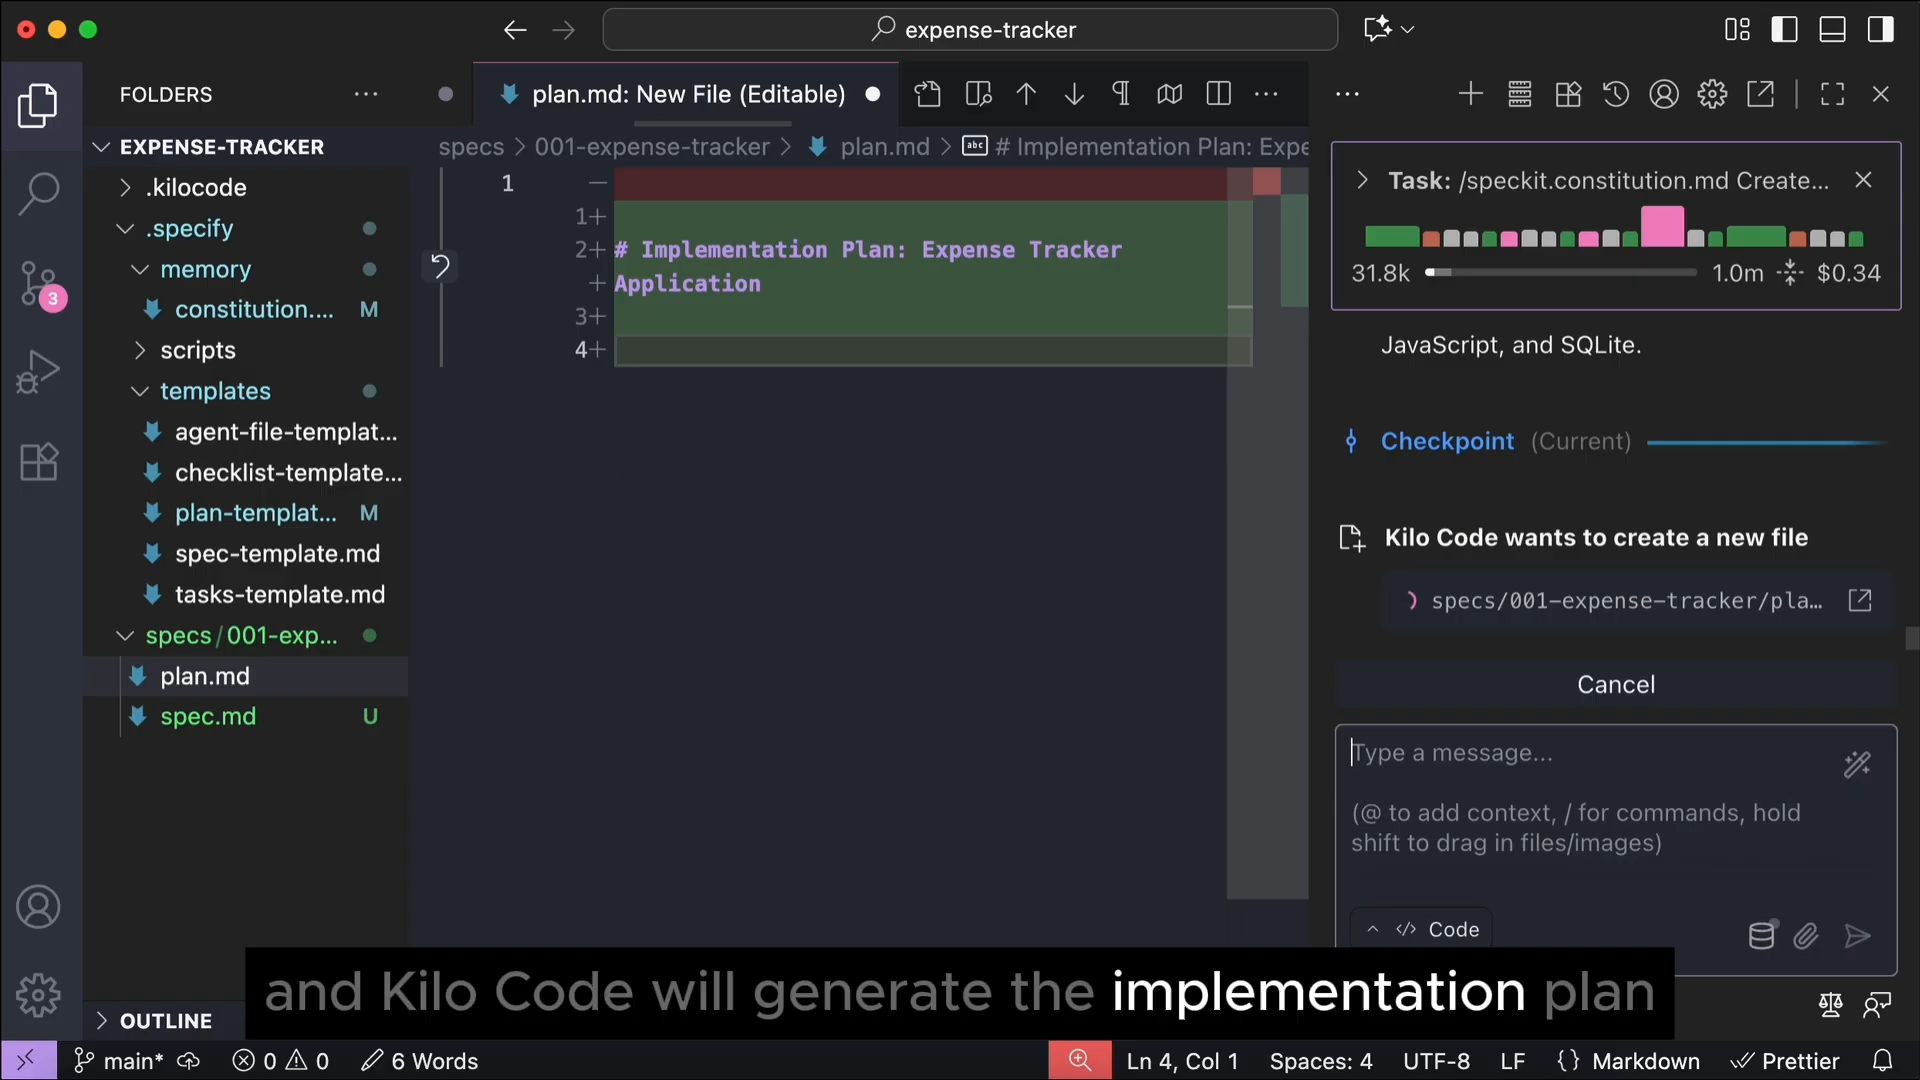 expense-tracker
FOLDERS
plan.md: New File (Editable)
EXPENSE-TRACKER
specs > 001-expense-tracker > plan.md > # Implementation Plan: Expe
.kilocode
.specify
memory
constitution.... M
scripts
templates
agent-file-templat...
checklist-template...
plan-templat... M
spec-template.md
tasks-template.md
specs/001-exp...
plan.md
spec.md U
3
OUTLINE
1
1+
2+ # Implementation Plan: Expense Tracker
+ Application
3+
4+
Task: /speckit.constitution.md Create...
31.8k 1.0m $0.34
JavaScript, and SQLite.
Checkpoint (Current)
Kilo Code wants to create a new file
specs/001-expense-tracker/pla...
Cancel
Type a message...
(@ to add context, / for commands, hold
shift to drag in files/images)
Code
and Kilo Code will generate the implementation plan
main* 0 0 6 Words Ln 4, Col 1 Spaces: 4 UTF-8 LF {} Markdown Prettier